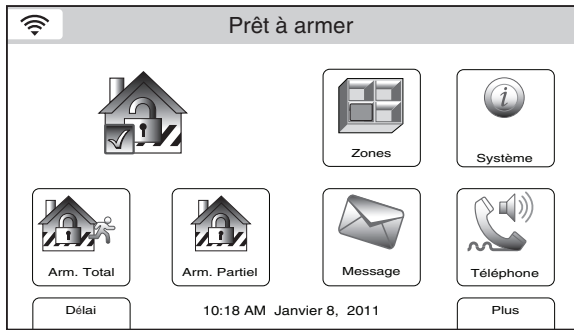 Prêt à armer
Zones
Système
Arm. Total
Arm. Partiel
Message
Téléphone
Délai
10:18 AM Janvier 8, 2011
Plus